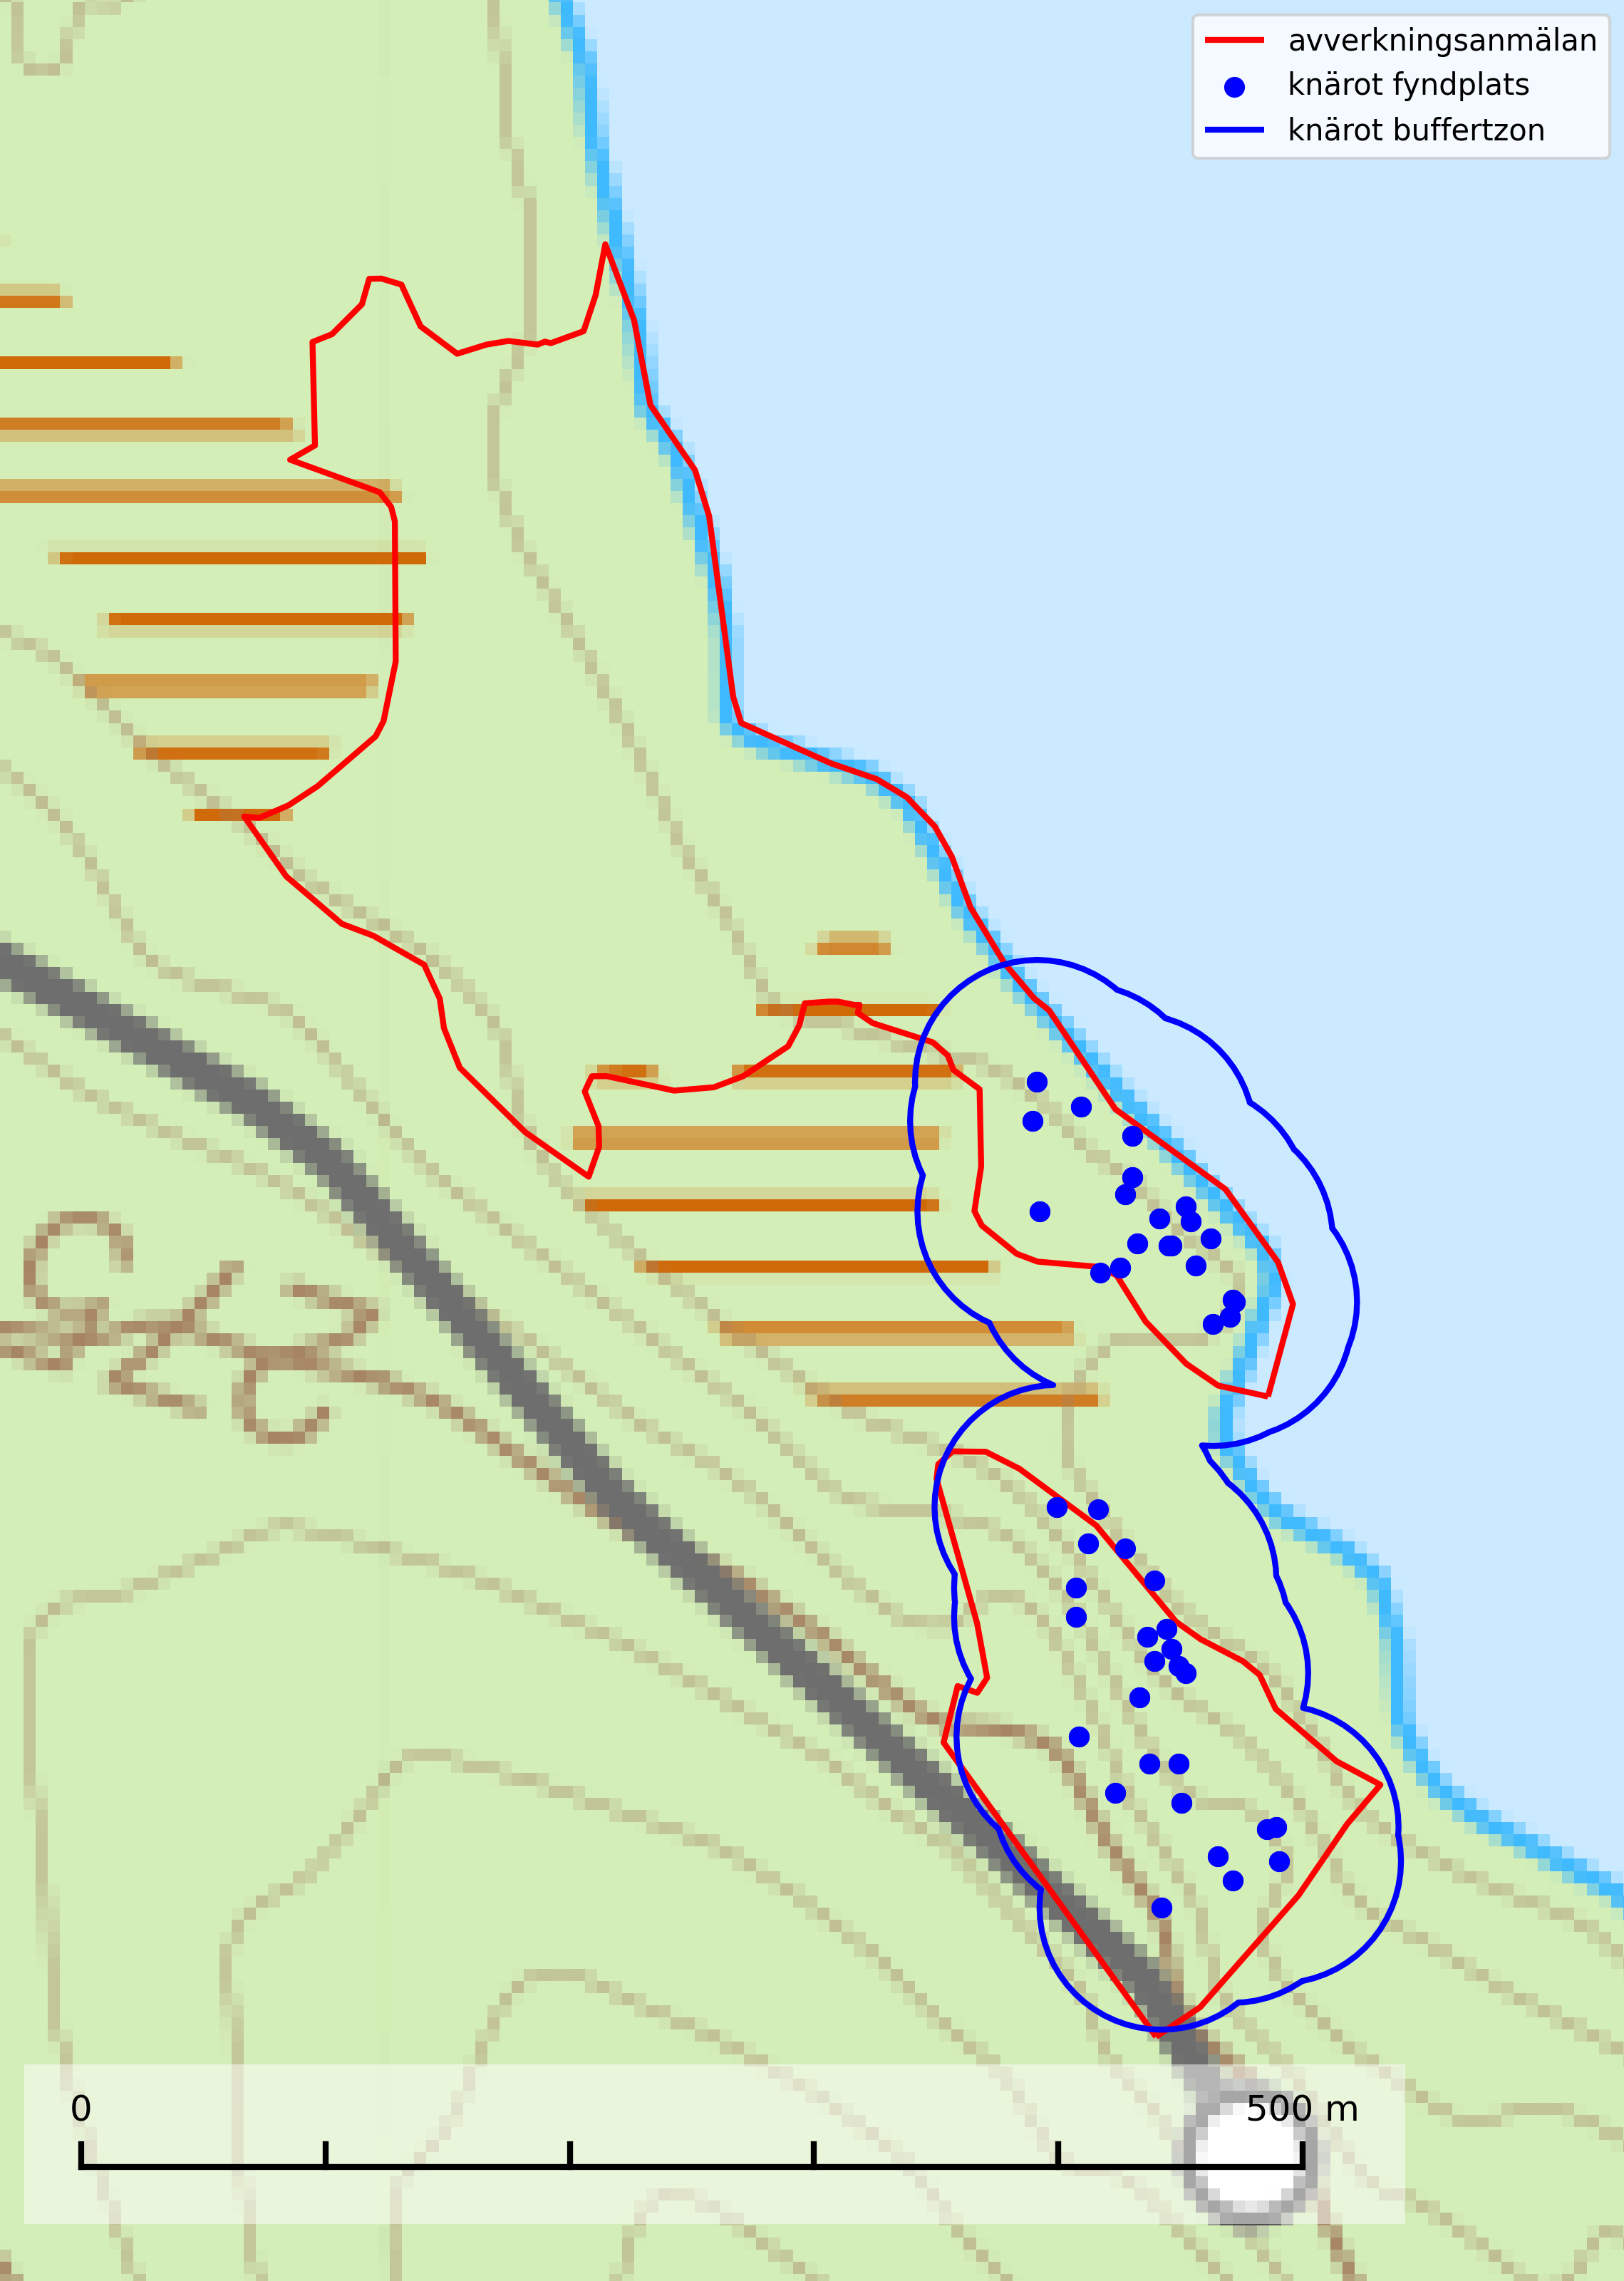 avverkningsanmälan
knärot fyndplats
knärot buffertzon
0
500 m